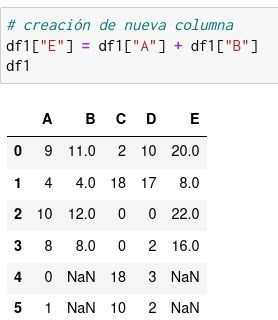 # creación de nueva columna
df1["E"] = df1["A"] + df1["B"]
df1
A B C D E
0 9 11.0 2 10 20.0
1 4 4.0 18 17 8.0
2 10 12.0 0 0 22.0
3 8 8.0 0 2 16.0
4 0 NaN 18 3 NaN
5 1 NaN 10 2 NaN